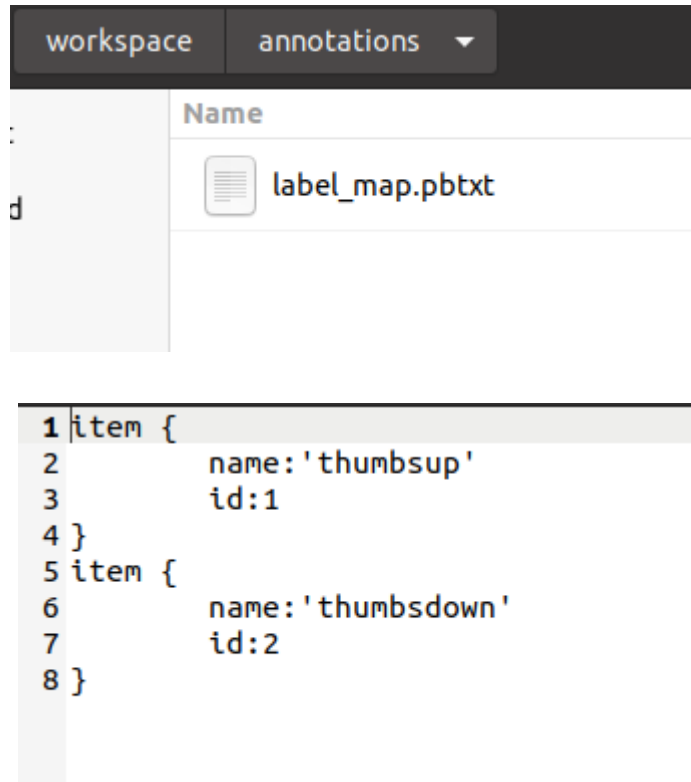 workspace annotations
Name
label_map.pbtxt
d
1 item {
2 name:'thumbsup'
3 id:1
4 }
5 item {
6 name:'thumbsdown'
7 id:2
8 }